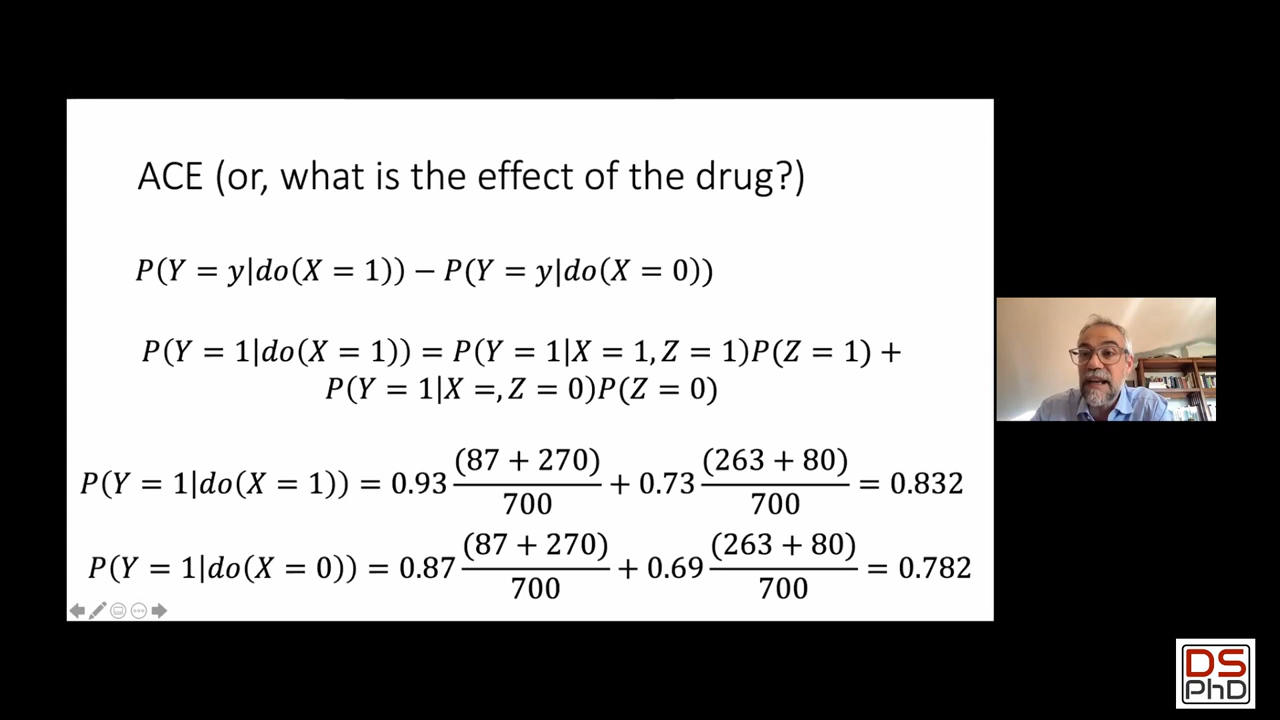 ACE (or, what is the effect of the drug?)
P(Y = y|do(X = 1)) − P(Y = y|do(X = 0))
P(Y = 1|do(X = 1)) = P(Y = 1|X = 1, Z = 1)P(Z = 1) +
P(Y = 1|X =, Z = 0)P(Z = 0)
P(Y = 1|do(X = 1)) = 0.93 (87 + 270)/700 + 0.73 (263 + 80)/700 = 0.832
P(Y = 1|do(X = 0)) = 0.87 (87 + 270)/700 + 0.69 (263 + 80)/700 = 0.782
DS
PhD